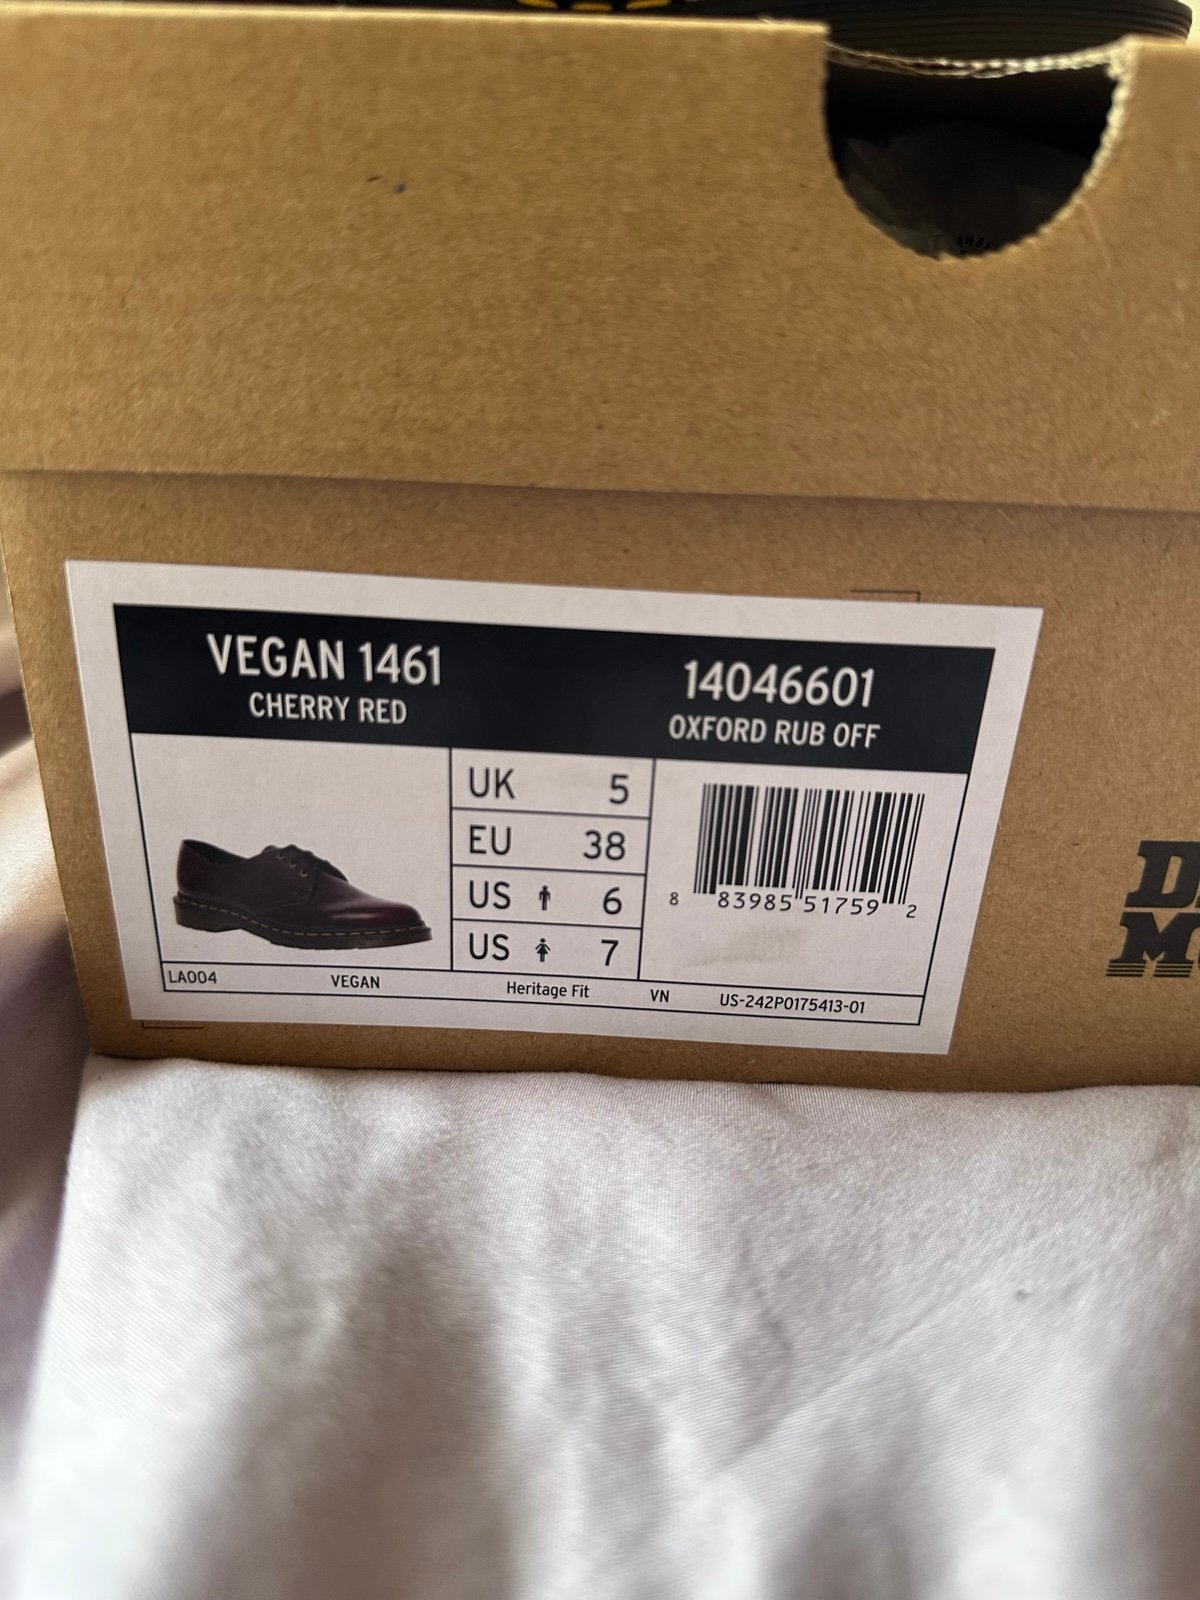 VEGAN 1461
CHERRY RED
14046601
OXFORD RUB OFF
UK 5
EU 38
US 6
US 7
8 83985 51759 2
LA004 VEGAN Heritage Fit VN US-242P0175413-01